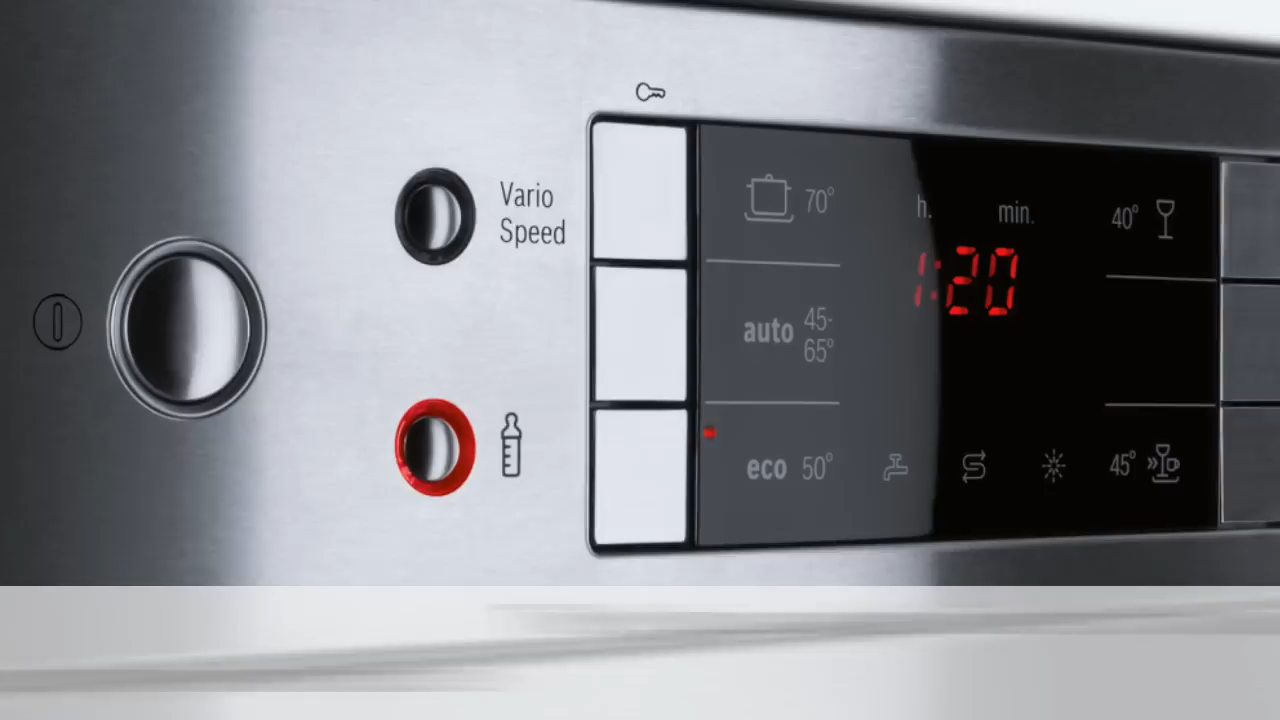 Vario
Speed
70°
h.
min.
40°
1:20
auto
45-
65°
eco 50°
45°